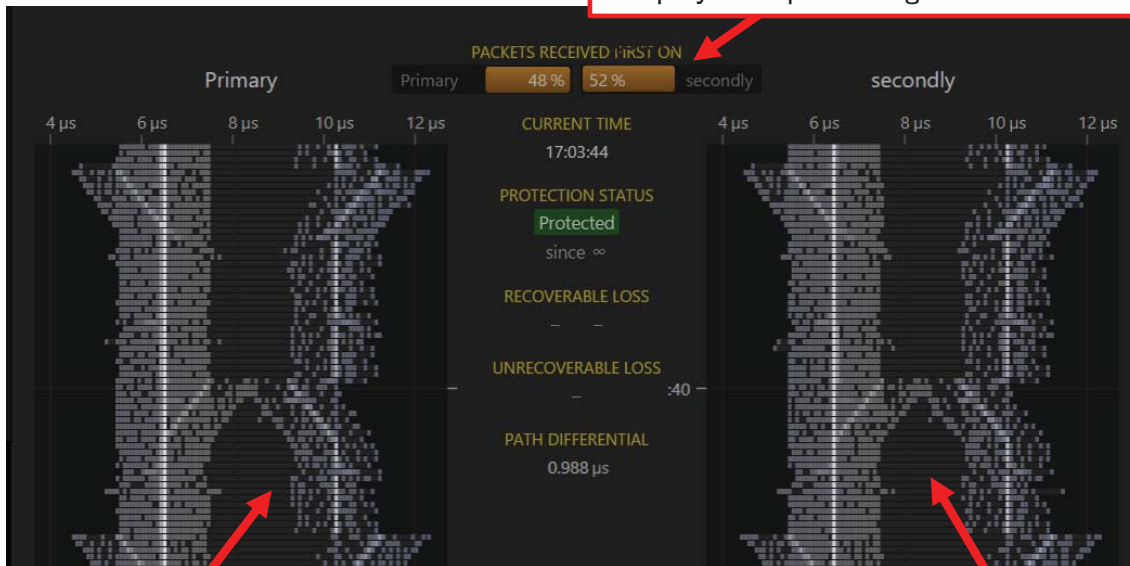 PACKETS RECEIVED FIRST ON
Primary
Primary 48 % 52 % secondly
secondly
4 µs 6 µs 8 µs 10 µs 12 µs
CURRENT TIME
4 µs 6 µs 8 µs 10 µs 12 µs
17:03:44
PROTECTION STATUS
Protected
since ∞
RECOVERABLE LOSS
– –
UNRECOVERABLE LOSS
–
:40
PATH DIFFERENTIAL
0.988 µs